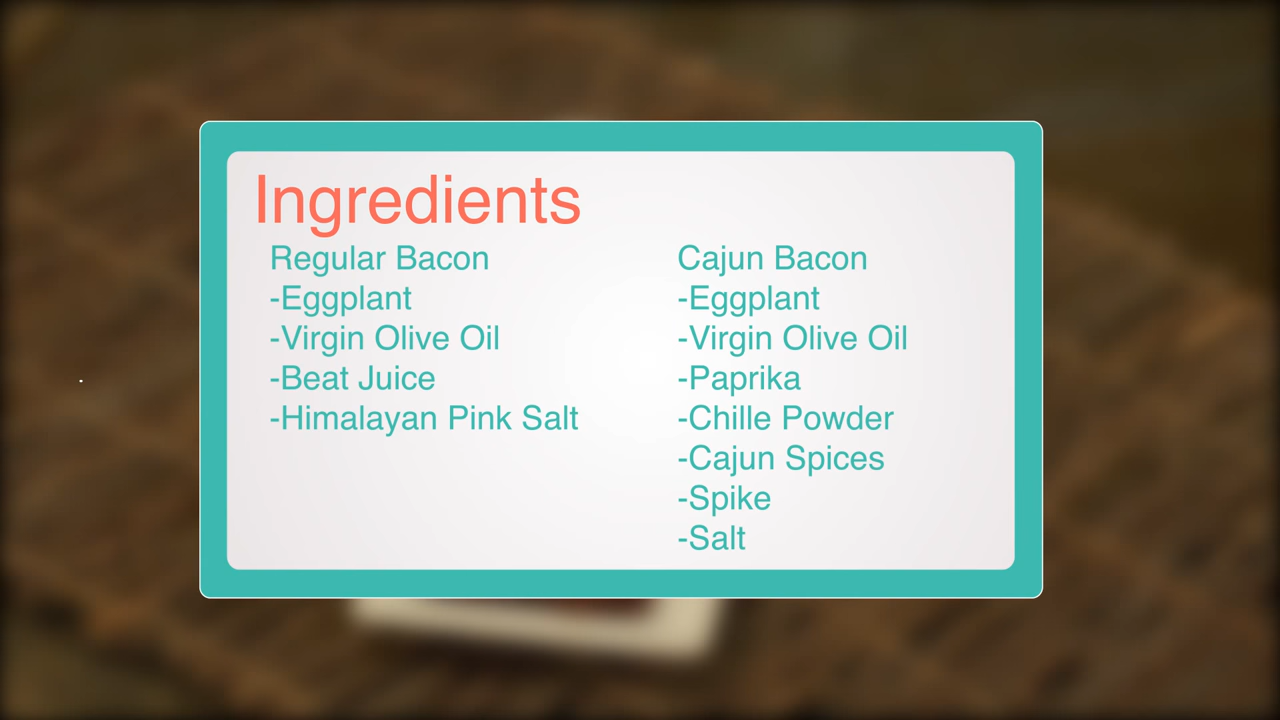 Ingredients
Regular Bacon
-Eggplant
-Virgin Olive Oil
-Beat Juice
-Himalayan Pink Salt
Cajun Bacon
-Eggplant
-Virgin Olive Oil
-Paprika
-Chille Powder
-Cajun Spices
-Spike
-Salt